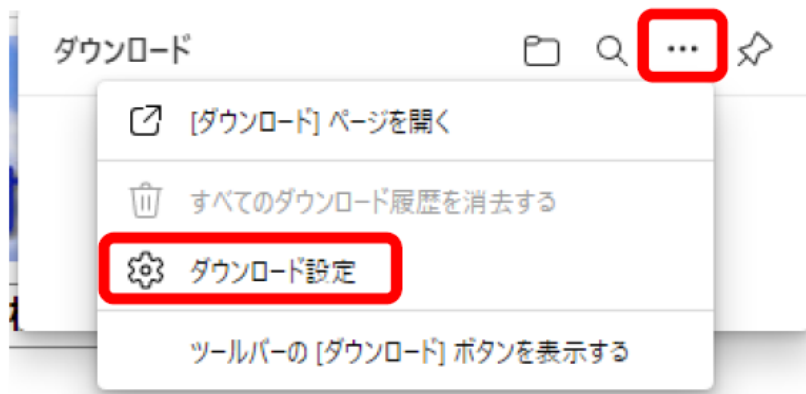 ダウンロード
[ダウンロード] ページを開く
すべてのダウンロード履歴を消去する
ダウンロード設定
ツールバーの [ダウンロード] ボタンを表示する